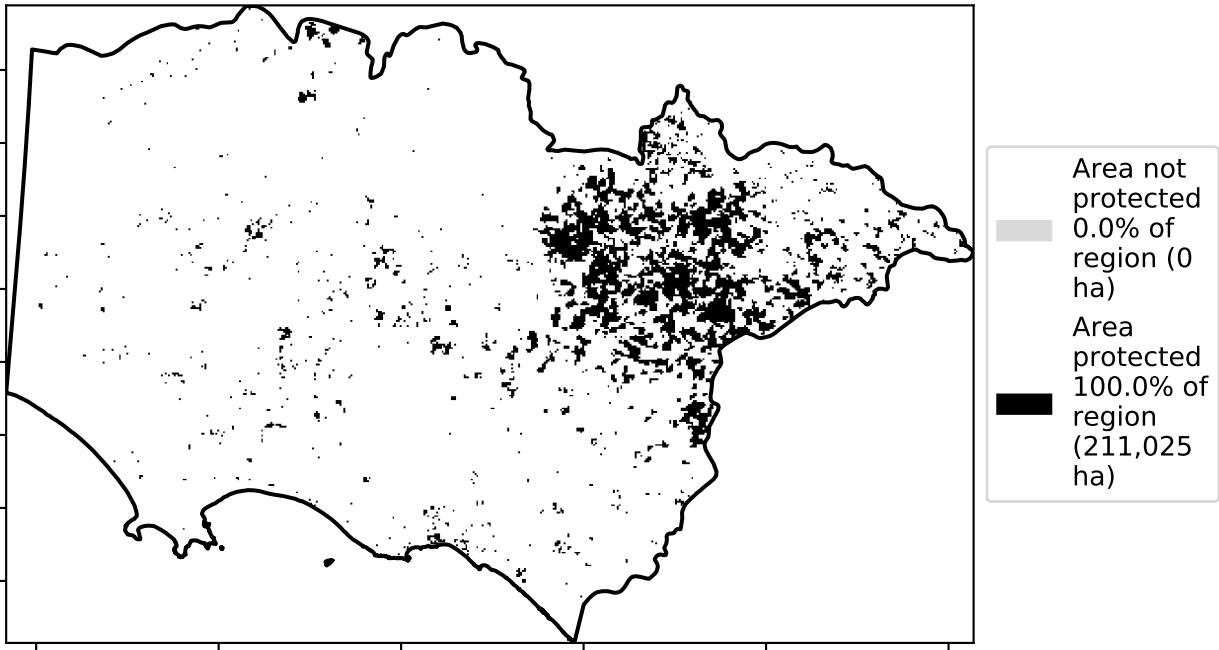 Area not
protected
0.0% of
region (0
ha)
Area
protected
100.0% of
region
(211,025
ha)